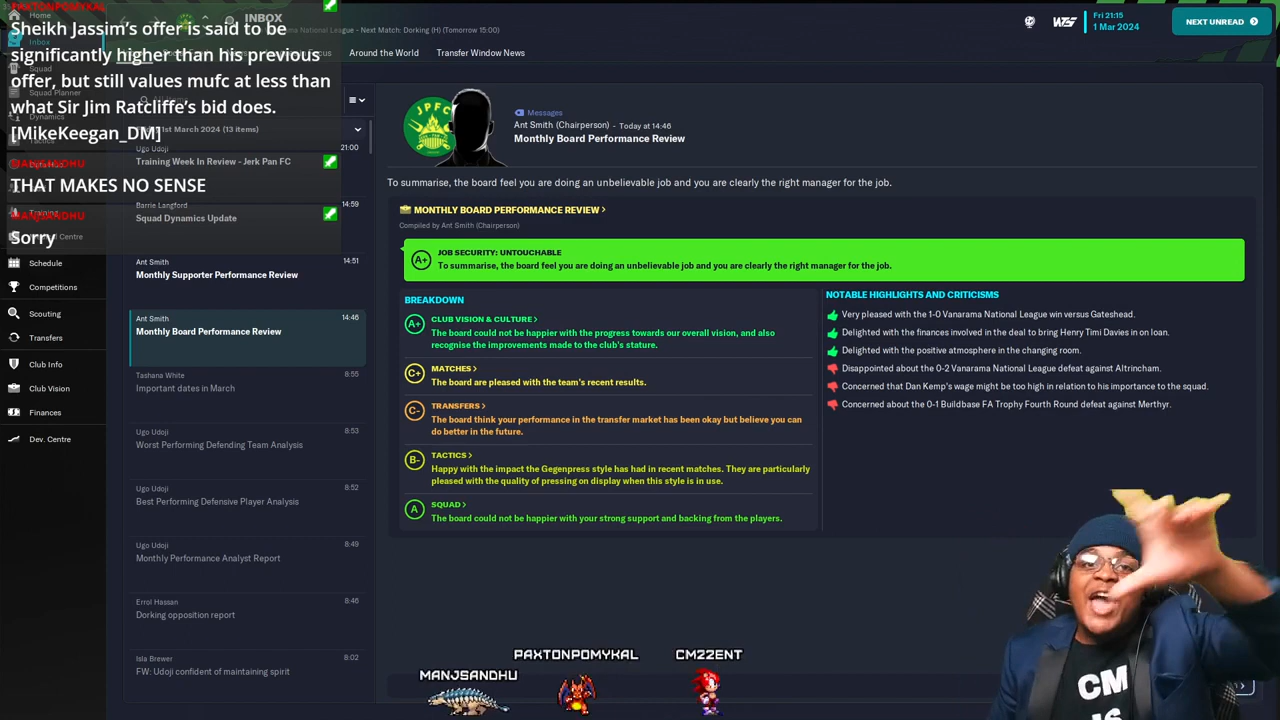 PAXTONPOMYKAL
Sheikh Jassim's offer is said to be
significantly higher than his previous
offer, but still values mufc at less than
what Sir Jim Ratcliffe's bid does.
[MikeKeegan_DM]
MANJSANDHU
THAT MAKES NO SENSE
MANJSANDHU
Sorry
Home
Inbox
Squad
Squad Planner
Dynamics
Tactics
Training
Schedule
Competitions
Scouting
Transfers
Club Info
Club Vision
Finances
Dev. Centre
INBOX
National League - Next Match: Dorking (H) (Tomorrow 15:00)
Around the World
Transfer Window News
Fri 21:15
1 Mar 2024
NEXT UNREAD
1st March 2024 (13 items)
Ugo Udoji
21:00
Training Week In Review - Jerk Pan FC
Barrie Langford
14:59
Squad Dynamics Update
Ant Smith
14:51
Monthly Supporter Performance Review
Ant Smith
14:46
Monthly Board Performance Review
Tashana White
8:55
Important dates in March
Ugo Udoji
8:53
Worst Performing Defending Team Analysis
Ugo Udoji
8:52
Best Performing Defensive Player Analysis
Ugo Udoji
8:49
Monthly Performance Analyst Report
Errol Hassan
8:46
Dorking opposition report
Isla Brewer
8:02
FW: Udoji confident of maintaining spirit
JPFC
Messages
Ant Smith (Chairperson) - Today at 14:46
Monthly Board Performance Review
To summarise, the board feel you are doing an unbelievable job and you are clearly the right manager for the job.
MONTHLY BOARD PERFORMANCE REVIEW
Compiled by Ant Smith (Chairperson)
A+
JOB SECURITY: UNTOUCHABLE
To summarise, the board feel you are doing an unbelievable job and you are clearly the right manager for the job.
BREAKDOWN
A+
CLUB VISION & CULTURE
The board could not be happier with the progress towards our overall vision, and also
recognise the improvements made to the club's stature.
C+
MATCHES
The board are pleased with the team's recent results.
C-
TRANSFERS
The board think your performance in the transfer market has been okay but believe you can
do better in the future.
B-
TACTICS
Happy with the impact the Gegenpress style has had in recent matches. They are particularly
pleased with the quality of pressing on display when this style is in use.
A
SQUAD
The board could not be happier with your strong support and backing from the players.
NOTABLE HIGHLIGHTS AND CRITICISMS
Very pleased with the 1-0 Vanarama National League win versus Gateshead.
Delighted with the finances involved in the deal to bring Henry Timi Davies in on loan.
Delighted with the positive atmosphere in the changing room.
Disappointed about the 0-2 Vanarama National League defeat against Altrincham.
Concerned that Dan Kemp's wage might be too high in relation to his importance to the squad.
Concerned about the 0-1 Buildbase FA Trophy Fourth Round defeat against Merthyr.
MANJSANDHU
PAXTONPOMYKAL
CM22ENT
CM
IS